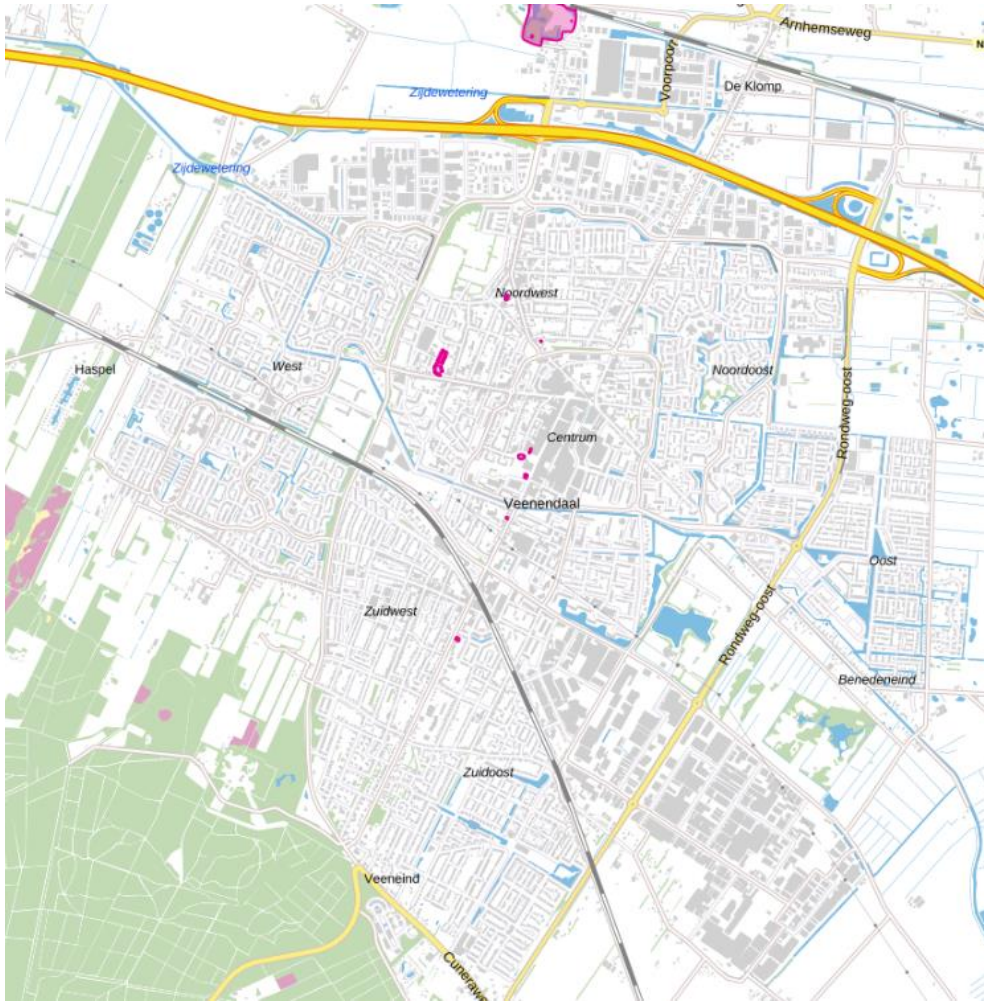 Arnhemseweg
N
Voorpoort
De Klomp
Zijdewetering
Zijdewetering
Noordwest
West
Haspel
Noordoost
Rondweg-oost
Centrum
Veenendaal
Oost
Zuidwest
Rondweg-oost
Benedeneind
Zuidoost
Veeneind
Cuneraw